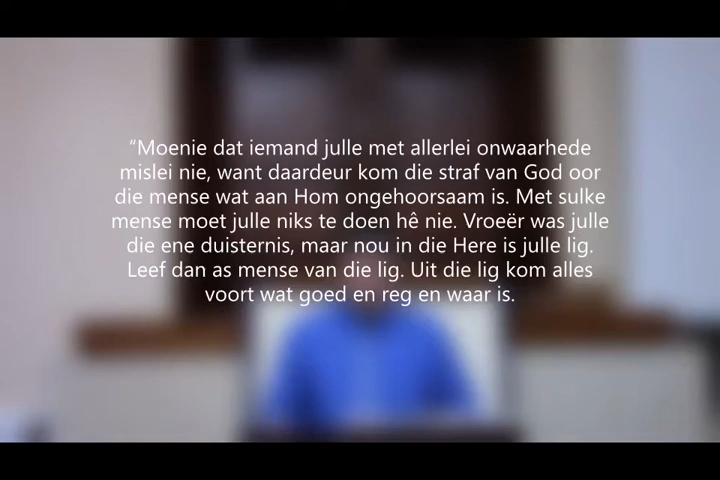 “Moenie dat iemand julle met allerlei onwaarhede
mislei nie, want daardeur kom die straf van God oor
die mense wat aan Hom ongehoorsaam is. Met sulke
mense moet julle niks te doen hê nie. Vroeër was julle
die ene duisternis, maar nou in die Here is julle lig.
Leef dan as mense van die lig. Uit die lig kom alles
voort wat goed en reg en waar is.